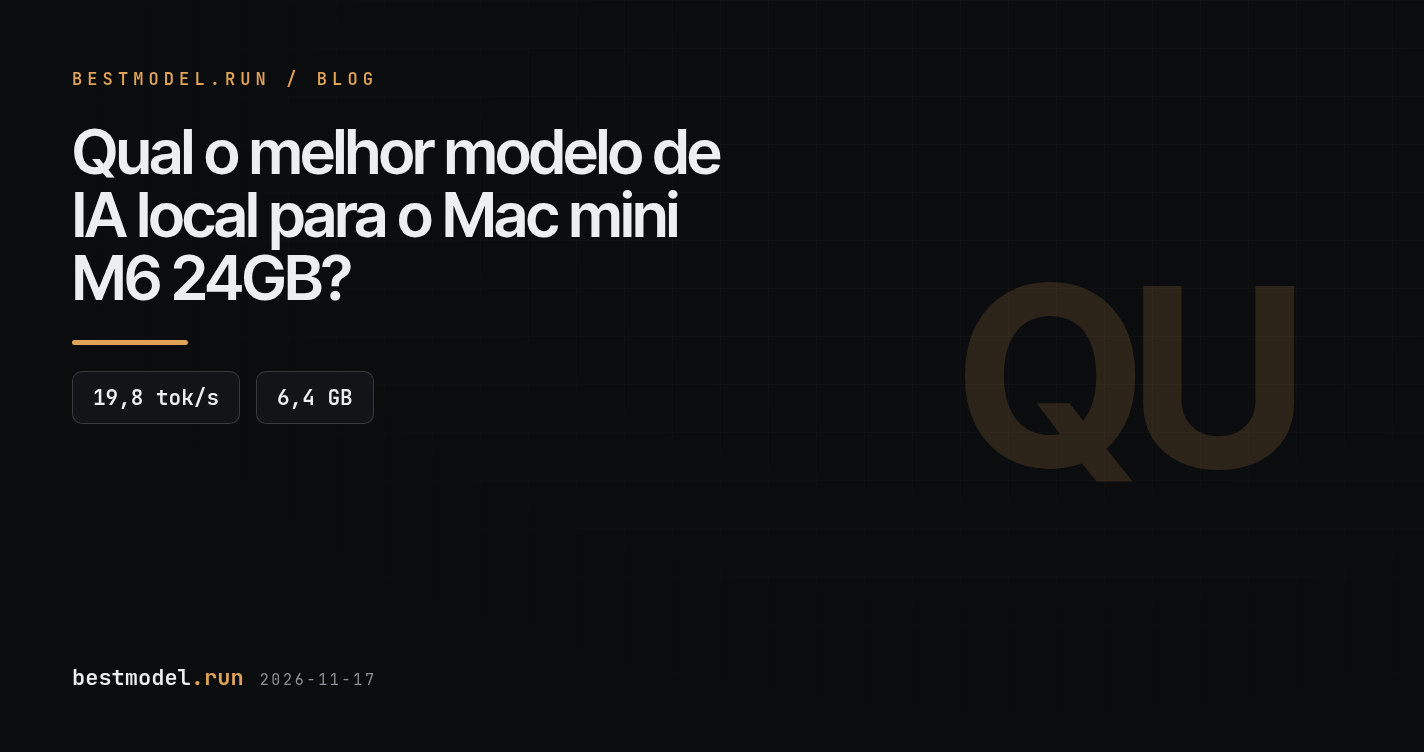 BESTMODEL.RUN / BLOG
Qual o melhor modelo de
IA local para o Mac mini
M6 24GB?
19,8 tok/s 6,4 GB
QU
bestmodel.run 2026-11-17